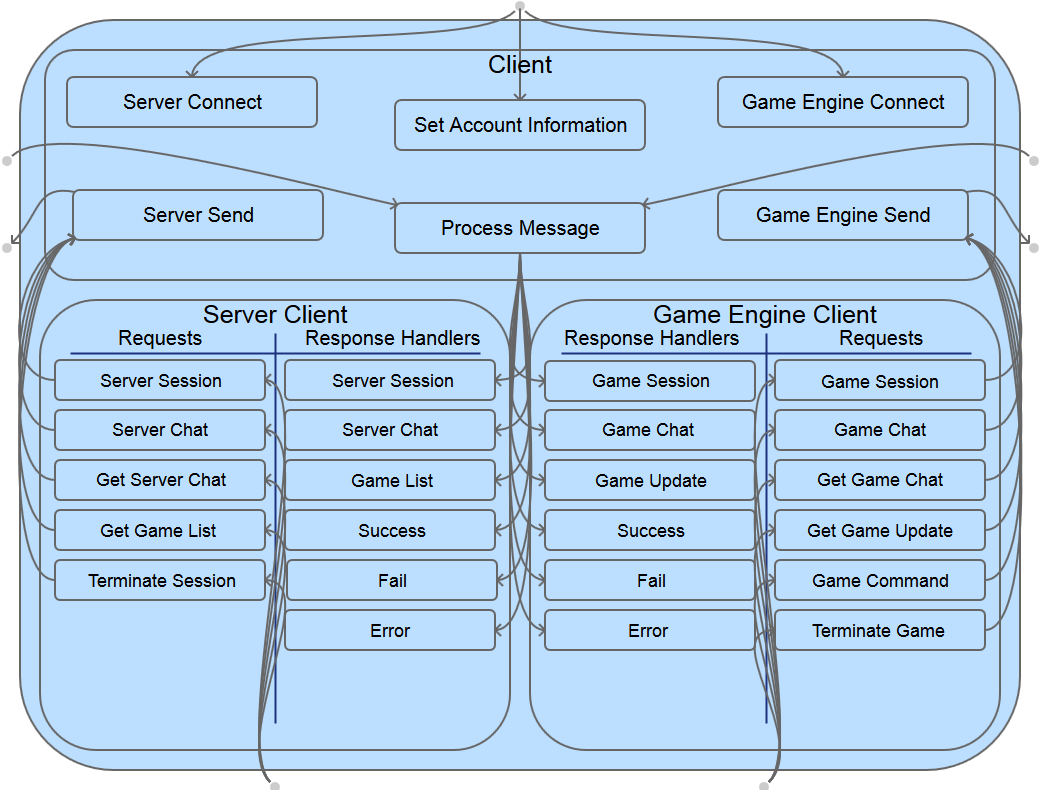 Client
Server Connect
Set Account Information
Game Engine Connect
Server Send
Process Message
Game Engine Send
Server Client
Requests
Response Handlers
Server Session
Server Chat
Get Server Chat
Get Game List
Terminate Session
Server Session
Server Chat
Game List
Success
Fail
Error
Game Engine Client
Response Handlers
Requests
Game Session
Game Chat
Game Update
Success
Fail
Error
Game Session
Game Chat
Get Game Chat
Get Game Update
Game Command
Terminate Game